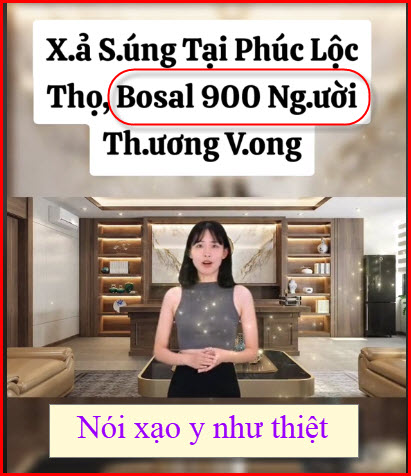 X.ả S.úng Tại Phúc Lộc
Thọ, Bosal 900 Ng.ười
Th.ương V.ong
Nói xạo y như thiệt